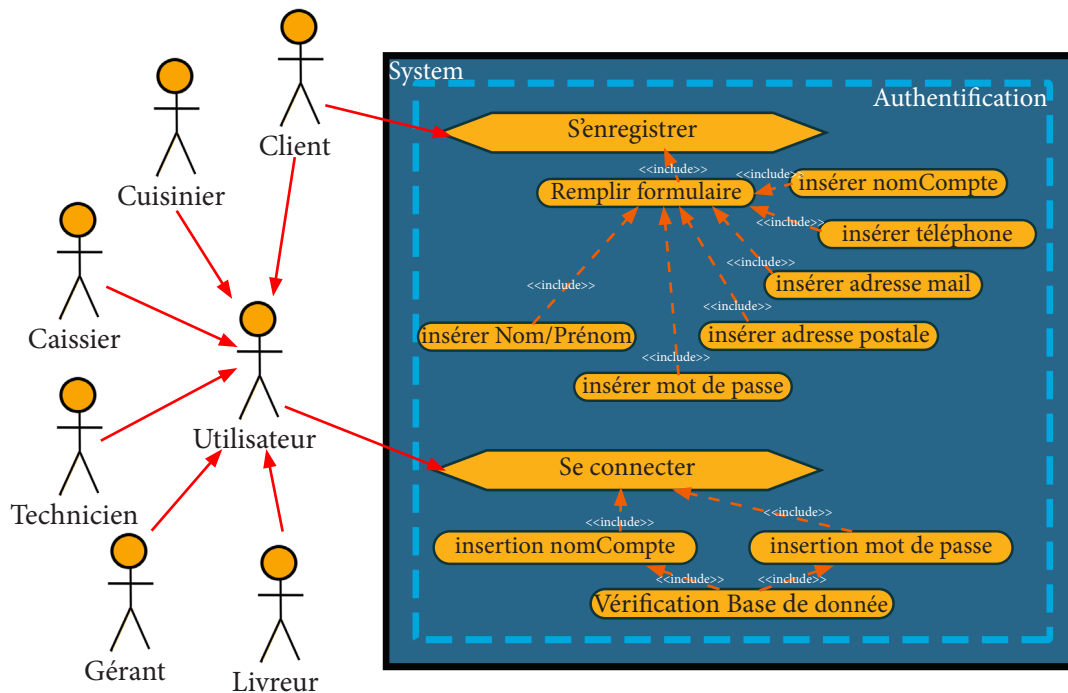 System
Authentification
Client
Cuisinier
Caissier
Utilisateur
Technicien
Gérant
Livreur
S'enregistrer
<<include>>
<<include>>
Remplir formulaire
insérer nomCompte
<<include>>
insérer téléphone
<<include>>
insérer adresse mail
<<include>>
<<include>>
insérer Nom/Prénom
insérer adresse postale
<<include>>
insérer mot de passe
Se connecter
<<include>>
<<include>>
insertion nomCompte
insertion mot de passe
<<include>>
<<include>>
Vérification Base de donnée